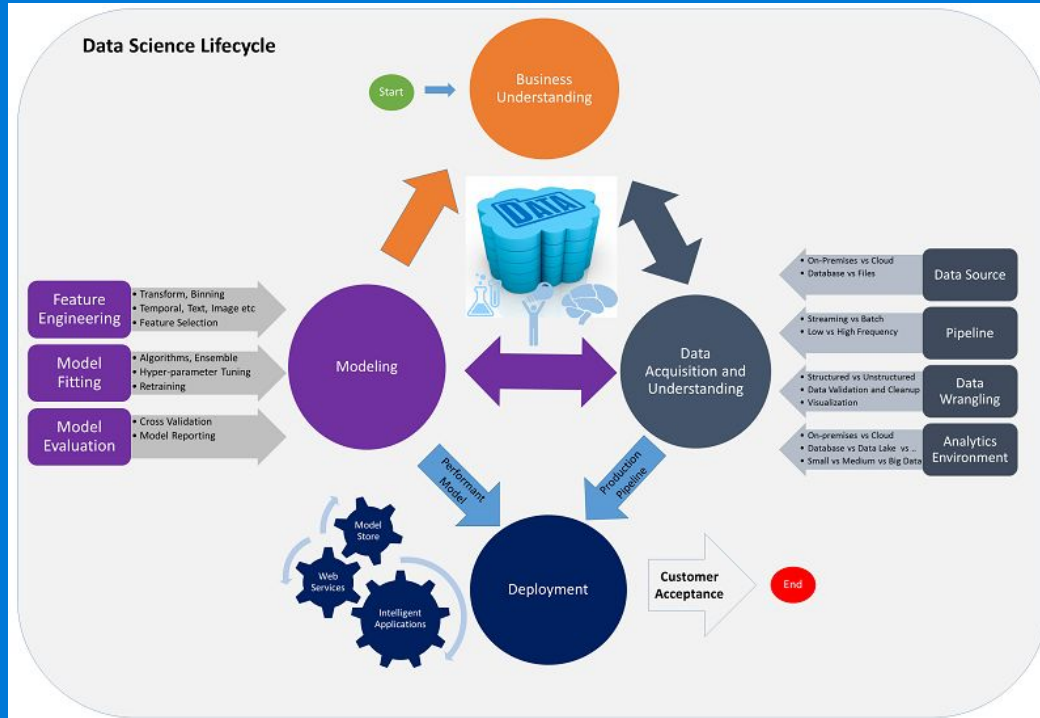 Data Science Lifecycle
Start
Business
Understanding
DATA
Feature
Engineering
• Transform, Binning
• Temporal, Text, Image etc
• Feature Selection
Model
Fitting
• Algorithms, Ensemble
• Hyper-parameter Tuning
• Retraining
Model
Evaluation
• Cross Validation
• Model Reporting
Modeling
Data
Acquisition and
Understanding
• On-Premises vs Cloud
• Database vs Files
Data Source
• Streaming vs Batch
• Low vs High Frequency
Pipeline
• Structured vs Unstructured
• Data Validation and Cleanup
• Visualization
Data
Wrangling
• On-premises vs Cloud
• Database vs Data Lake vs ..
• Small vs Medium vs Big Data
Analytics
Environment
Performant
Model
Production
Pipeline
Model
Store
Web
Services
Intelligent
Applications
Deployment
Customer
Acceptance
End